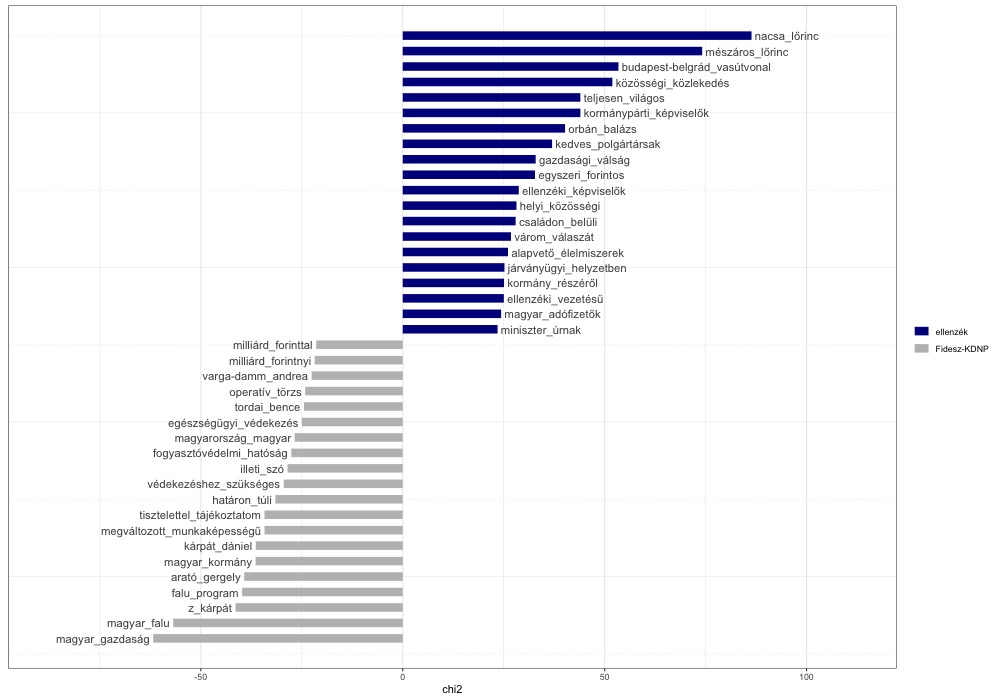 nacsa_lőrinc
mészáros_lőrinc
budapest-belgrád_vasútvonal
közösségi_közlekedés
teljesen_világos
kormánypárti_képviselők
orbán_balázs
kedves_polgártársak
gazdasági_válság
egyszeri_forintos
ellenzéki_képviselők
helyi_közösségi
családon_belüli
várom_válaszát
alapvető_élelmiszerek
járványügyi_helyzetben
kormány_részéről
ellenzéki_vezetésű
magyar_adófizetők
miniszter_úrnak
milliárd_forinttal
milliárd_forintnyi
varga-damm_andrea
operatív_törzs
tordai_bence
egészségügyi_védekezés
magyarország_magyar
fogyasztóvédelmi_hatóság
illeti_szó
védekezéshez_szükséges
határon_túli
tisztelettel_tájékoztatom
megváltozott_munkaképességű
kárpát_dániel
magyar_kormány
arató_gergely
falu_program
z_kárpát
magyar_falu
magyar_gazdaság
-50 0 50 100
chi2
ellenzék
Fidesz-KDNP